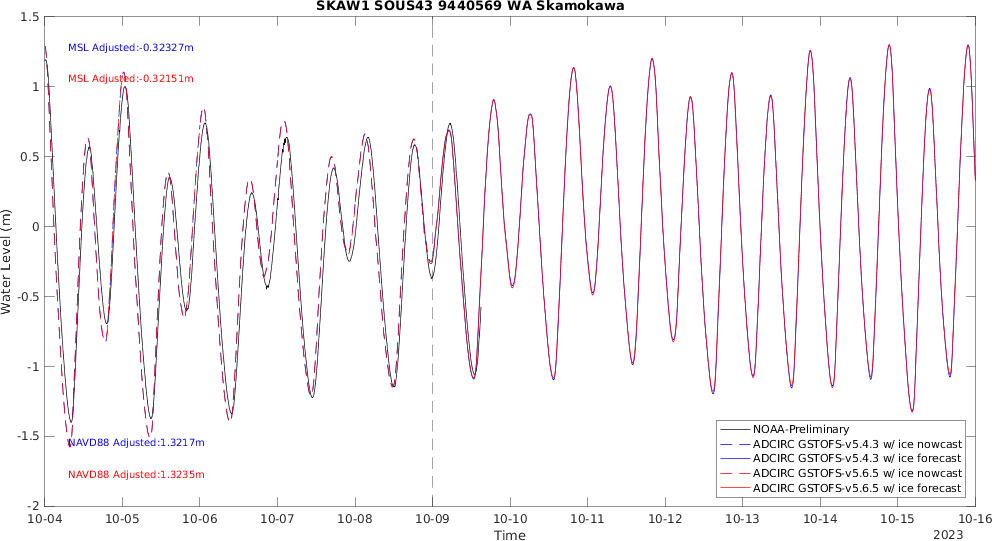 SKAW1 SOUS43 9440569 WA Skamokawa
1.5
1
0.5
0
-0.5
-1
-1.5
-2
Water Level (m)
MSL Adjusted:-0.32327m
MSL Adjusted:-0.32151m
NAVD88 Adjusted:1.3217m
NAVD88 Adjusted:1.3235m
NOAA-Preliminary
ADCIRC GSTOFS-v5.4.3 w/ ice nowcast
ADCIRC GSTOFS-v5.4.3 w/ ice forecast
ADCIRC GSTOFS-v5.6.5 w/ ice nowcast
ADCIRC GSTOFS-v5.6.5 w/ ice forecast
10-04 10-05 10-06 10-07 10-08 10-09 10-10 10-11 10-12 10-13 10-14 10-15 10-16
Time
2023